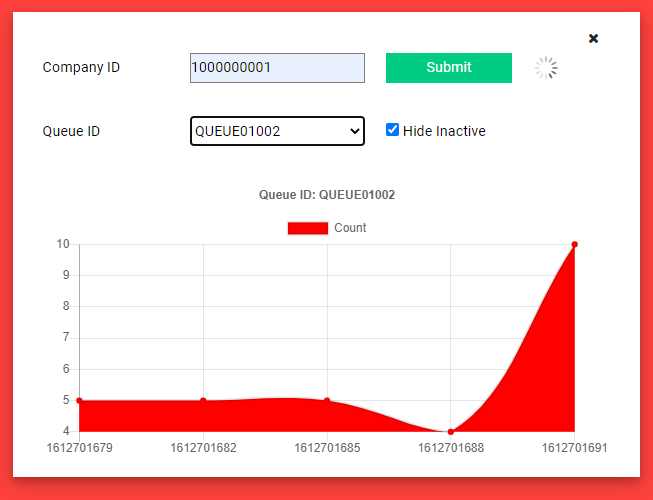 Company ID 1000000001 Submit
Queue ID QUEUE01002 Hide Inactive
Queue ID: QUEUE01002
Count
10
9
8
7
6
5
4
1612701679 1612701682 1612701685 1612701688 1612701691